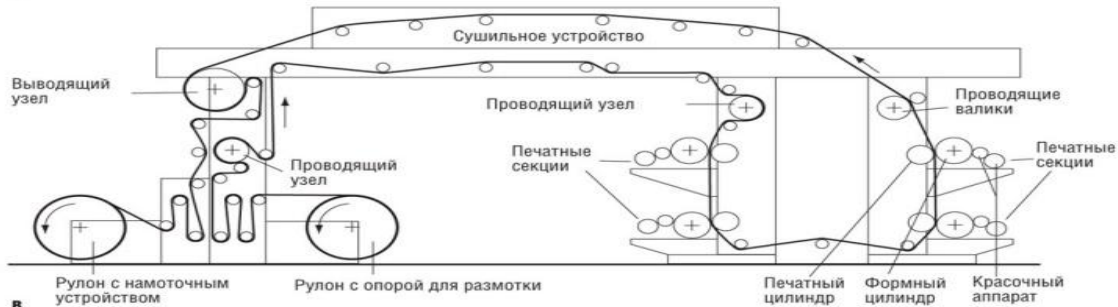 Сушильное устройство
Выводящий
узел
Проводящий узел
Проводящие
валики
Печатные
секции
Проводящий
узел
Печатные
секции
Рулон с намоточным
устройством
Рулон с опорой для размотки
Печатный
цилиндр
Формный
цилиндр
Красочный
аппарат
в